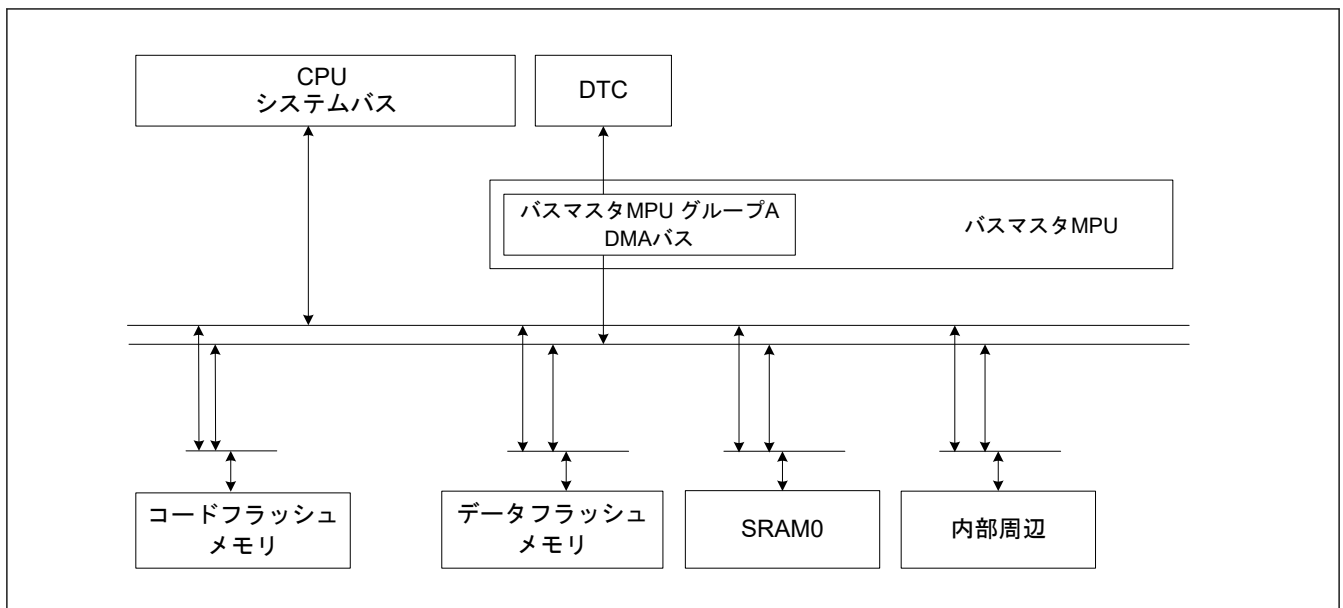 CPU
システムバス
DTC
バスマスタMPU グループA
DMAバス
バスマスタMPU
コードフラッシュ
メモリ
データフラッシュ
メモリ
SRAM0
内部周辺